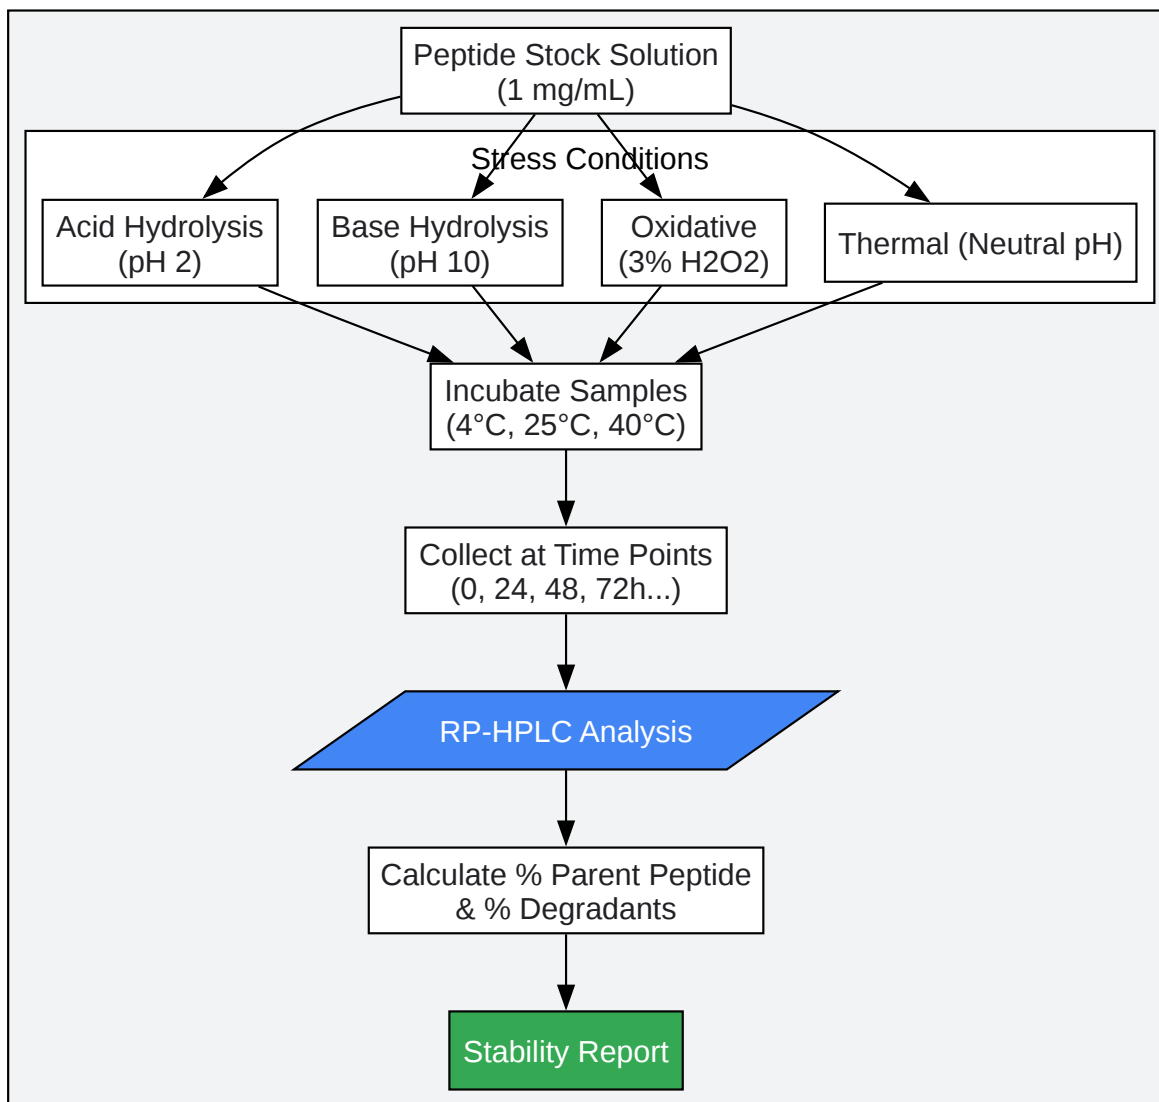 Peptide Stock Solution
(1 mg/mL)
Stress Conditions
Acid Hydrolysis
(pH 2)
Base Hydrolysis
(pH 10)
Oxidative
(3% H2O2)
Thermal (Neutral pH)
Incubate Samples
(4°C, 25°C, 40°C)
Collect at Time Points
(0, 24, 48, 72h...)
RP-HPLC Analysis
Calculate % Parent Peptide
& % Degradants
Stability Report